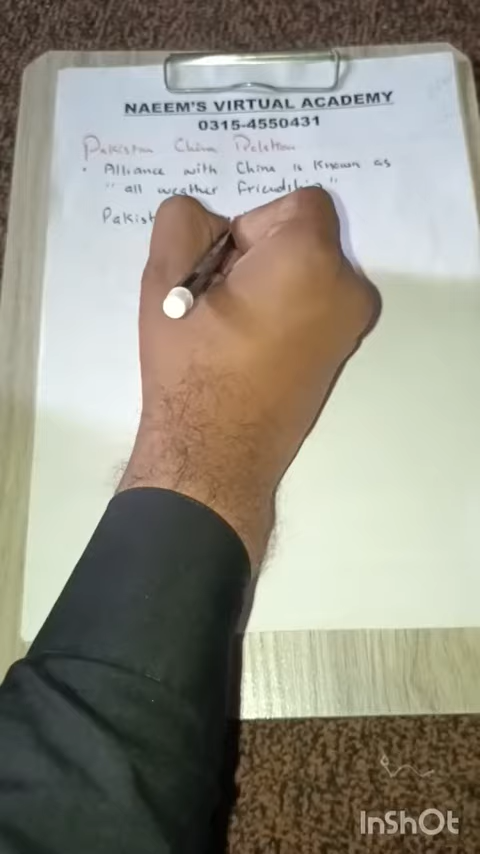 NAEEM'S VIRTUAL ACADEMY
0315-4550431
Pakistan China Relation
• Alliance with China is known as
"all weather friendship"
Pakist
InShOt